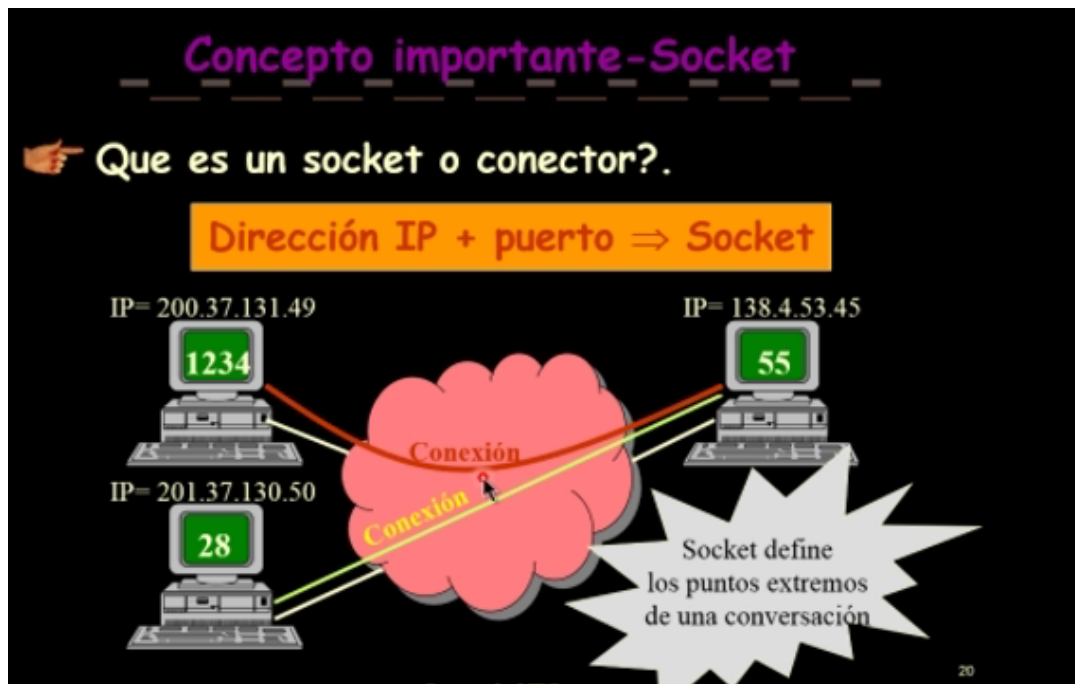 Concepto importante-Socket
Que es un socket o conector?.
Dirección IP + puerto ⇒ Socket
IP= 200.37.131.49
IP= 138.4.53.45
1234
55
Conexión
IP= 201.37.130.50
Conexión
28
Socket define
los puntos extremos
de una conversación
20